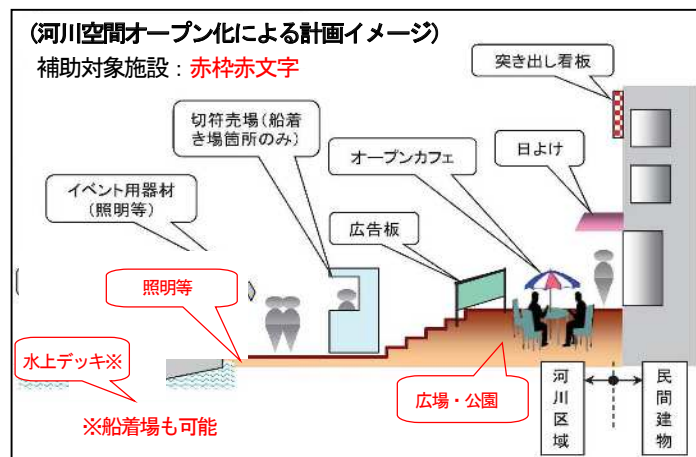 (河川空間オープン化による計画イメージ)
補助対象施設：赤枠赤文字
突き出し看板
切符売場(船着
き場箇所のみ)
オープンカフェ
日よけ
イベント用器材
(照明等)
広告板
照明等
水上デッキ※
広場・公園
※船着場も可能
河川区域
民間建物